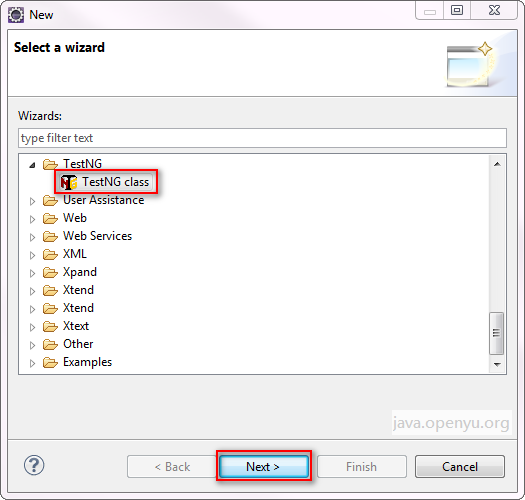 New
Select a wizard
Wizards:
type filter text
TestNG
TestNG class
User Assistance
Web
Web Services
XML
Xpand
Xtend
Xtend
Xtext
Other
Examples
java.openyu.org
? < Back Next > Finish Cancel